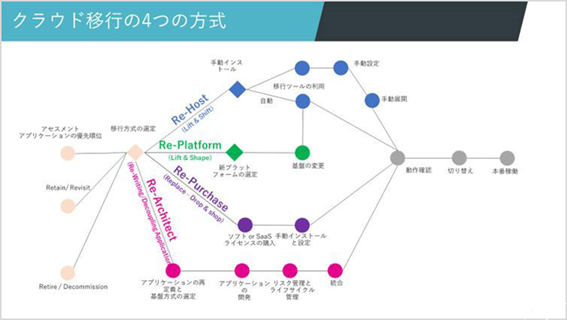 クラウド移行の4つの方式
手動インス
トール
移行ツールの利用
手動設定
自動
手動展開
Re-Host
(Lift & Shift)
アセスメント
アプリケーションの優先順位
移行方式の選定
Re-Platform
(Lift & Shape)
新プラット
フォームの選定
基盤の変更
動作確認
切り替え
本番稼働
Retain/ Revisit
Re-Purchase
(Replace - Drop & shop)
ソフト or SaaS
ライセンスの購入
手動インストール
と設定
Re-Architect
(Re-Writing/Decoupling Application)
Retire / Decommission
アプリケーションの再
定義と
基盤方式の選定
アプリケーション
の開発
リスク管理と
ライフサイクル
管理
統合